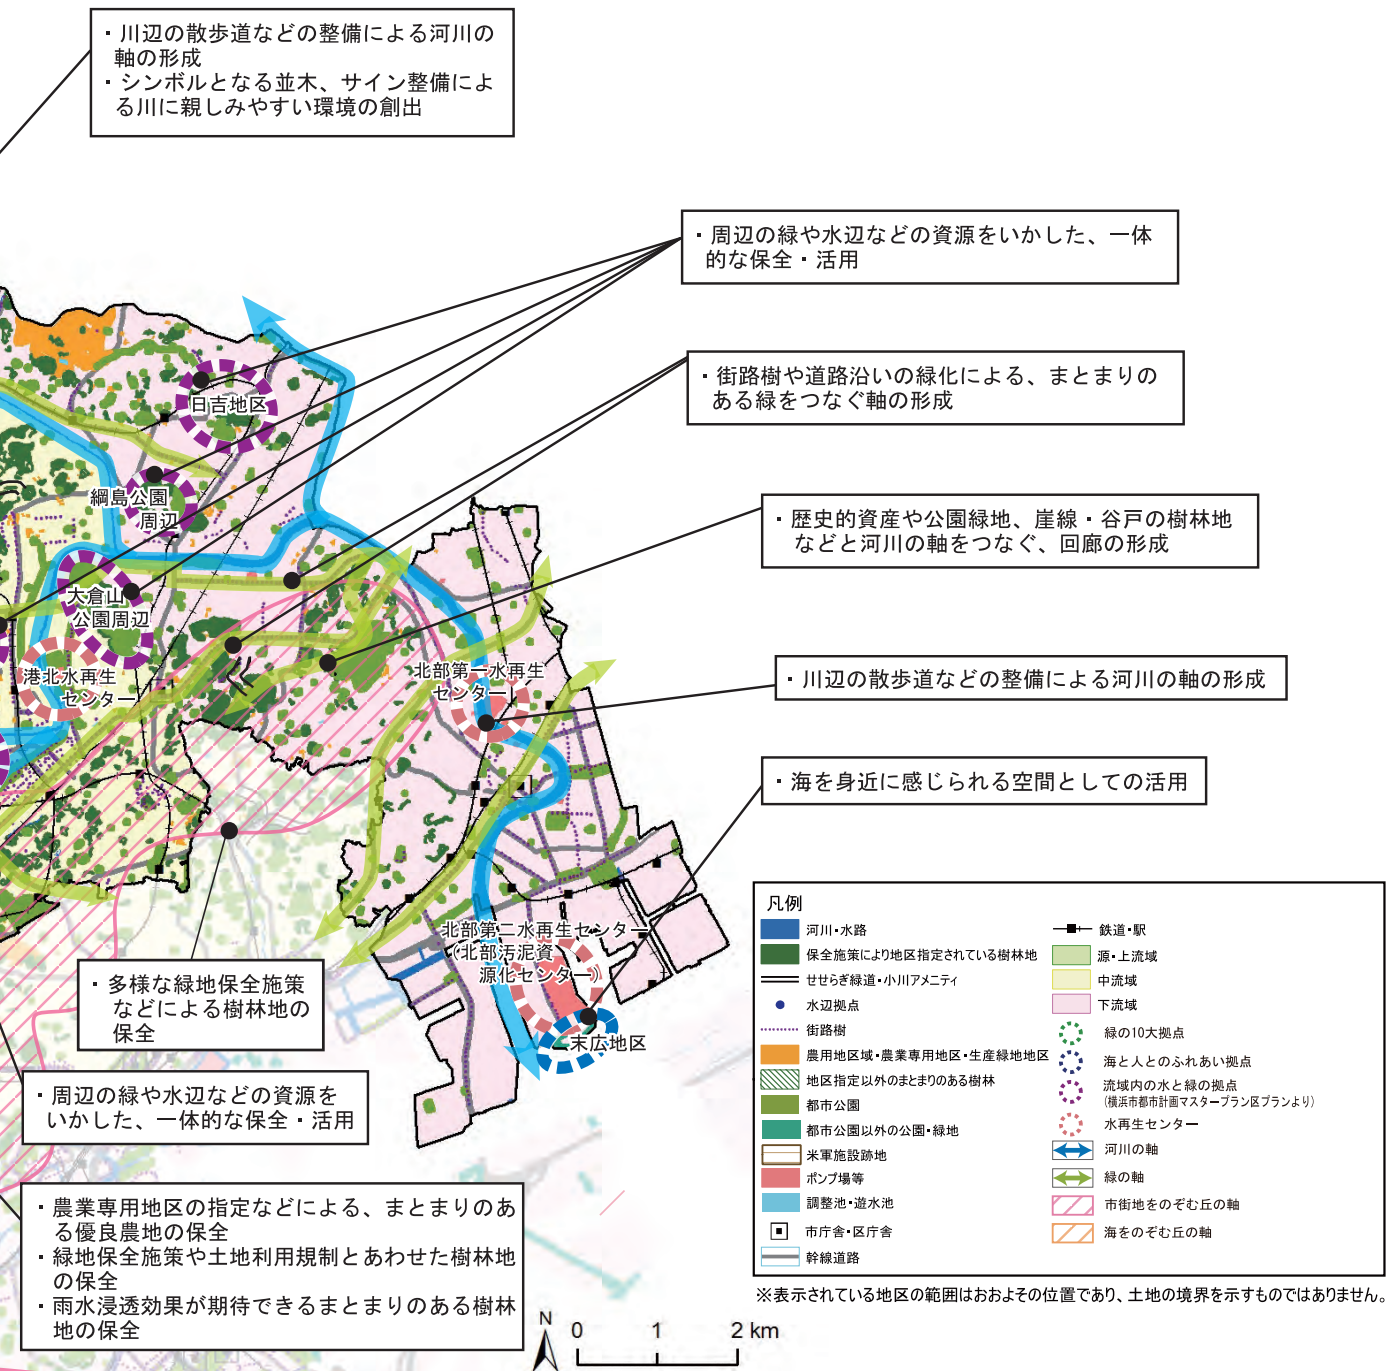 ・川辺の散歩道などの整備による河川の
軸の形成
・シンボルとなる並木、サイン整備によ
る川に親しみやすい環境の創出
・周辺の緑や水辺などの資源をいかした、一体
的な保全・活用
・街路樹や道路沿いの緑化による、まとまりの
ある緑をつなぐ軸の形成
・歴史的資産や公園緑地、崖線・谷戸の樹林地
などと河川の軸をつなぐ、回廊の形成
・川辺の散歩道などの整備による河川の軸の形成
・海を身近に感じられる空間としての活用
日吉地区
綱島公園
周辺
大倉山
公園周辺
港北水再生
センター
北部第一水再生
センター
北部第二水再生センター
(北部汚泥資
源化センター)
末広地区
・多様な緑地保全施策
などによる樹林地の
保全
・周辺の緑や水辺などの資源を
いかした、一体的な保全・活用
・農業専用地区の指定などによる、まとまりのあ
る優良農地の保全
・緑地保全施策や土地利用規制とあわせた樹林地
の保全
・雨水浸透効果が期待できるまとまりのある樹林
地の保全
凡例
河川・水路
保全施策により地区指定されている樹林地
せせらぎ緑道・小川アメニティ
水辺拠点
街路樹
農用地区域・農業専用地区・生産緑地地区
地区指定以外のまとまりのある樹林
都市公園
都市公園以外の公園・緑地
米軍施設跡地
ポンプ場等
調整池・遊水池
市庁舎・区庁舎
幹線道路
鉄道・駅
源・上流域
中流域
下流域
緑の10大拠点
海と人とのふれあい拠点
流域内の水と緑の拠点
(横浜市都市計画マスタープラン区プランより)
水再生センター
河川の軸
緑の軸
市街地をのぞむ丘の軸
海をのぞむ丘の軸
※表示されている地区の範囲はおおよその位置であり、土地の境界を示すものではありません。
N
0 1 2 km